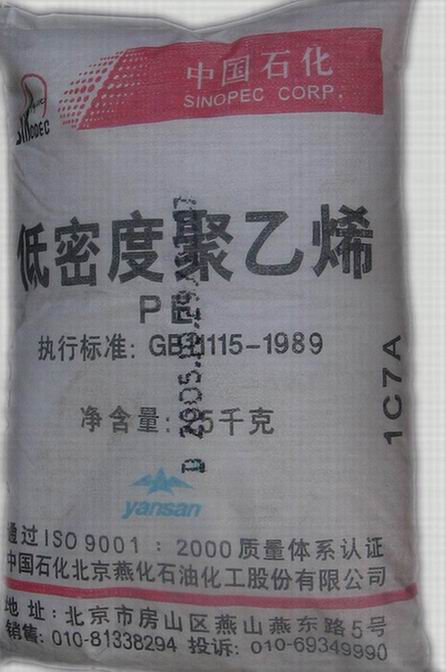 中国石化
SINOPEC CORP.
SINOPEC
低密度聚乙烯
PE
执行标准: GB 11115-1989
净含量: 25千克
1C7A
yansan
通过ISO 9001 : 2000质量体系认证
中国石化北京燕化石油化工股份有限公司
地 址: 北京市房山区燕山燕东路5号
销售: 010-81338294 投诉: 010-69349990